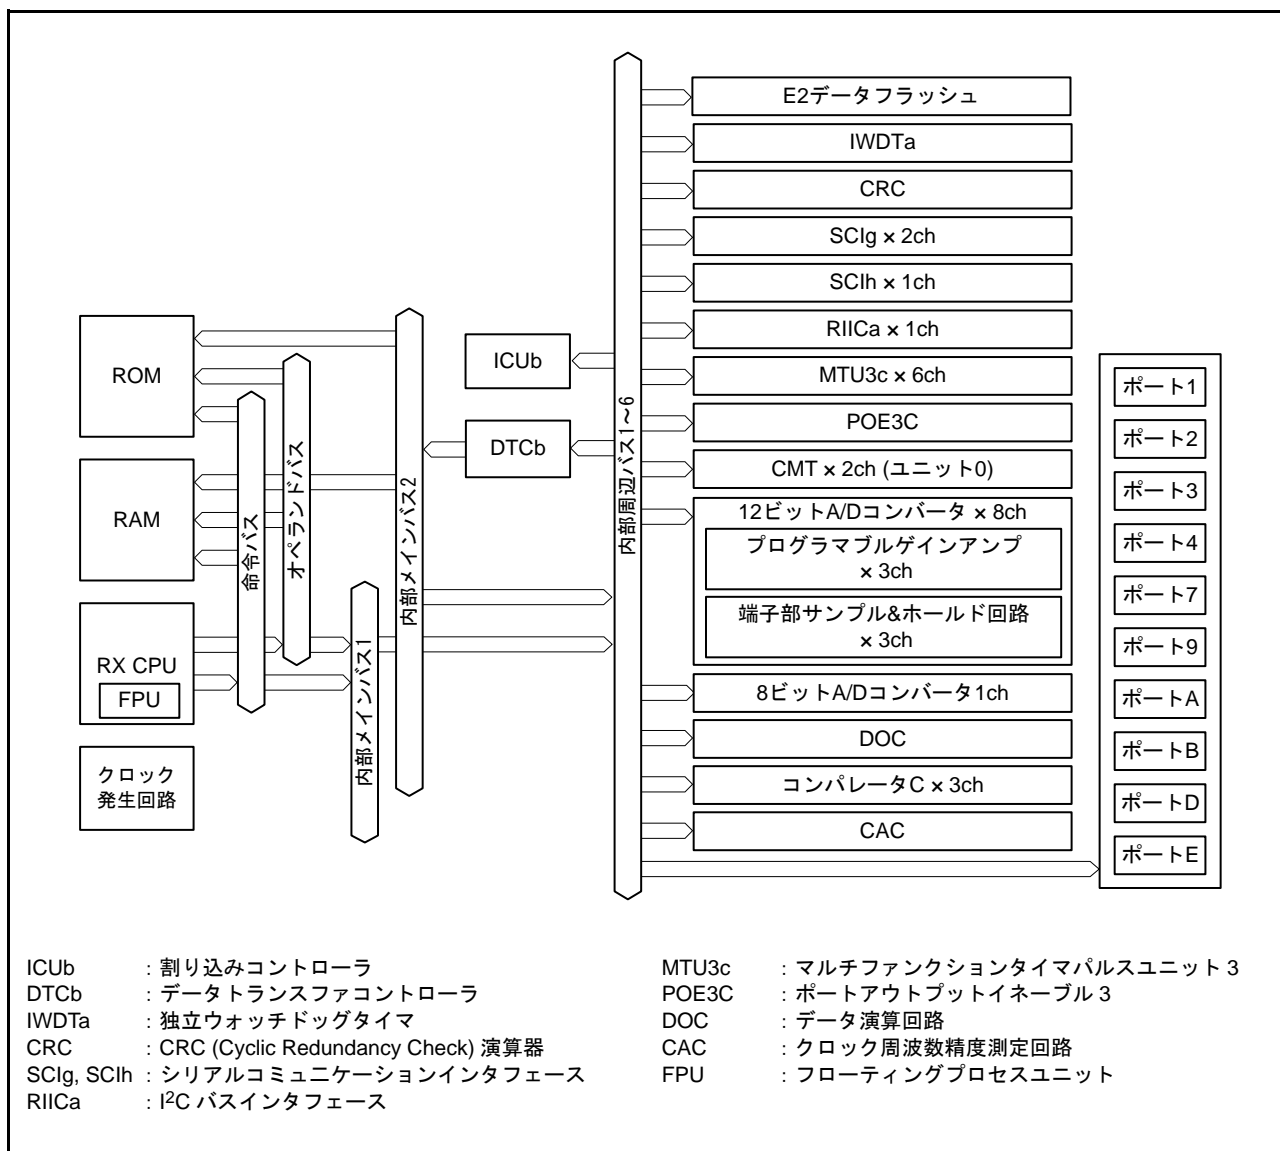 E2データフラッシュ
IWDTa
CRC
SCIg × 2ch
SCIh × 1ch
RIICa × 1ch
MTU3c × 6ch
POE3C
CMT × 2ch (ユニット0)
12ビットA/Dコンバータ × 8ch
プログラマブルゲインアンプ
× 3ch
端子部サンプル&ホールド回路
× 3ch
8ビットA/Dコンバータ1ch
DOC
コンパレータC × 3ch
CAC
ROM
RAM
RX CPU
FPU
クロック
発生回路
命令バス
オペランドバス
内部メインバス1
内部メインバス2
ICUb
DTCb
内部周辺バス1～6
ポート1
ポート2
ポート3
ポート4
ポート7
ポート9
ポートA
ポートB
ポートD
ポートE
ICUb : 割り込みコントローラ
DTCb : データトランスファコントローラ
IWDTa : 独立ウォッチドッグタイマ
CRC : CRC (Cyclic Redundancy Check) 演算器
SCIg, SCIh : シリアルコミュニケーションインタフェース
RIICa : I²C バスインタフェース
MTU3c : マルチファンクションタイマパルスユニット 3
POE3C : ポートアウトプットイネーブル 3
DOC : データ演算回路
CAC : クロック周波数精度測定回路
FPU : フローティングプロセスユニット